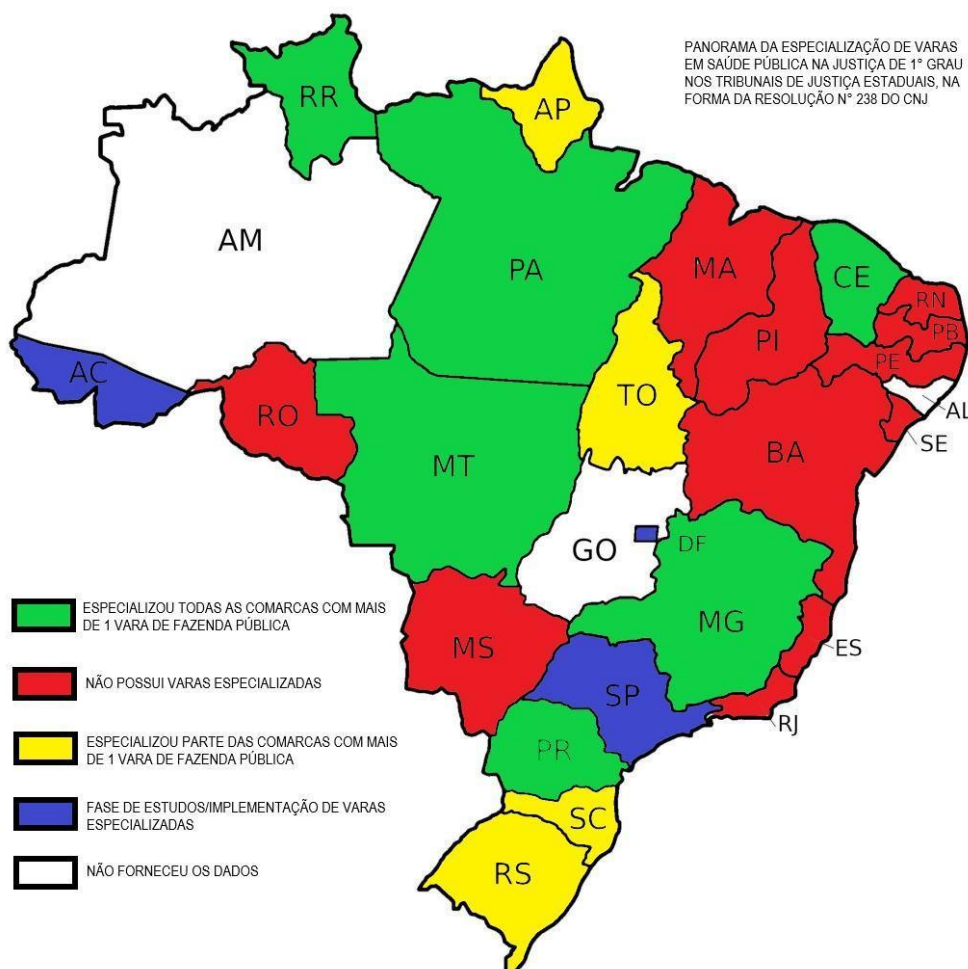 PANORAMA DA ESPECIALIZAÇÃO DE VARAS
EM SAÚDE PÚBLICA NA JUSTIÇA DE 1° GRAU
NOS TRIBUNAIS DE JUSTIÇA ESTADUAIS, NA
FORMA DA RESOLUÇÃO N° 238 DO CNJ
RR
AP
AM
PA
MA
CE
RN
PB
PI
PE
AC
TO
AL
RO
SE
BA
MT
GO
DF
ESPECIALIZOU TODAS AS COMARCAS COM MAIS
DE 1 VARA DE FAZENDA PÚBLICA
MG
MS
ES
NÃO POSSUI VARAS ESPECIALIZADAS
SP
RJ
ESPECIALIZOU PARTE DAS COMARCAS COM MAIS
DE 1 VARA DE FAZENDA PÚBLICA
PR
FASE DE ESTUDOS/IMPLEMENTAÇÃO DE VARAS
ESPECIALIZADAS
SC
NÃO FORNECEU OS DADOS
RS